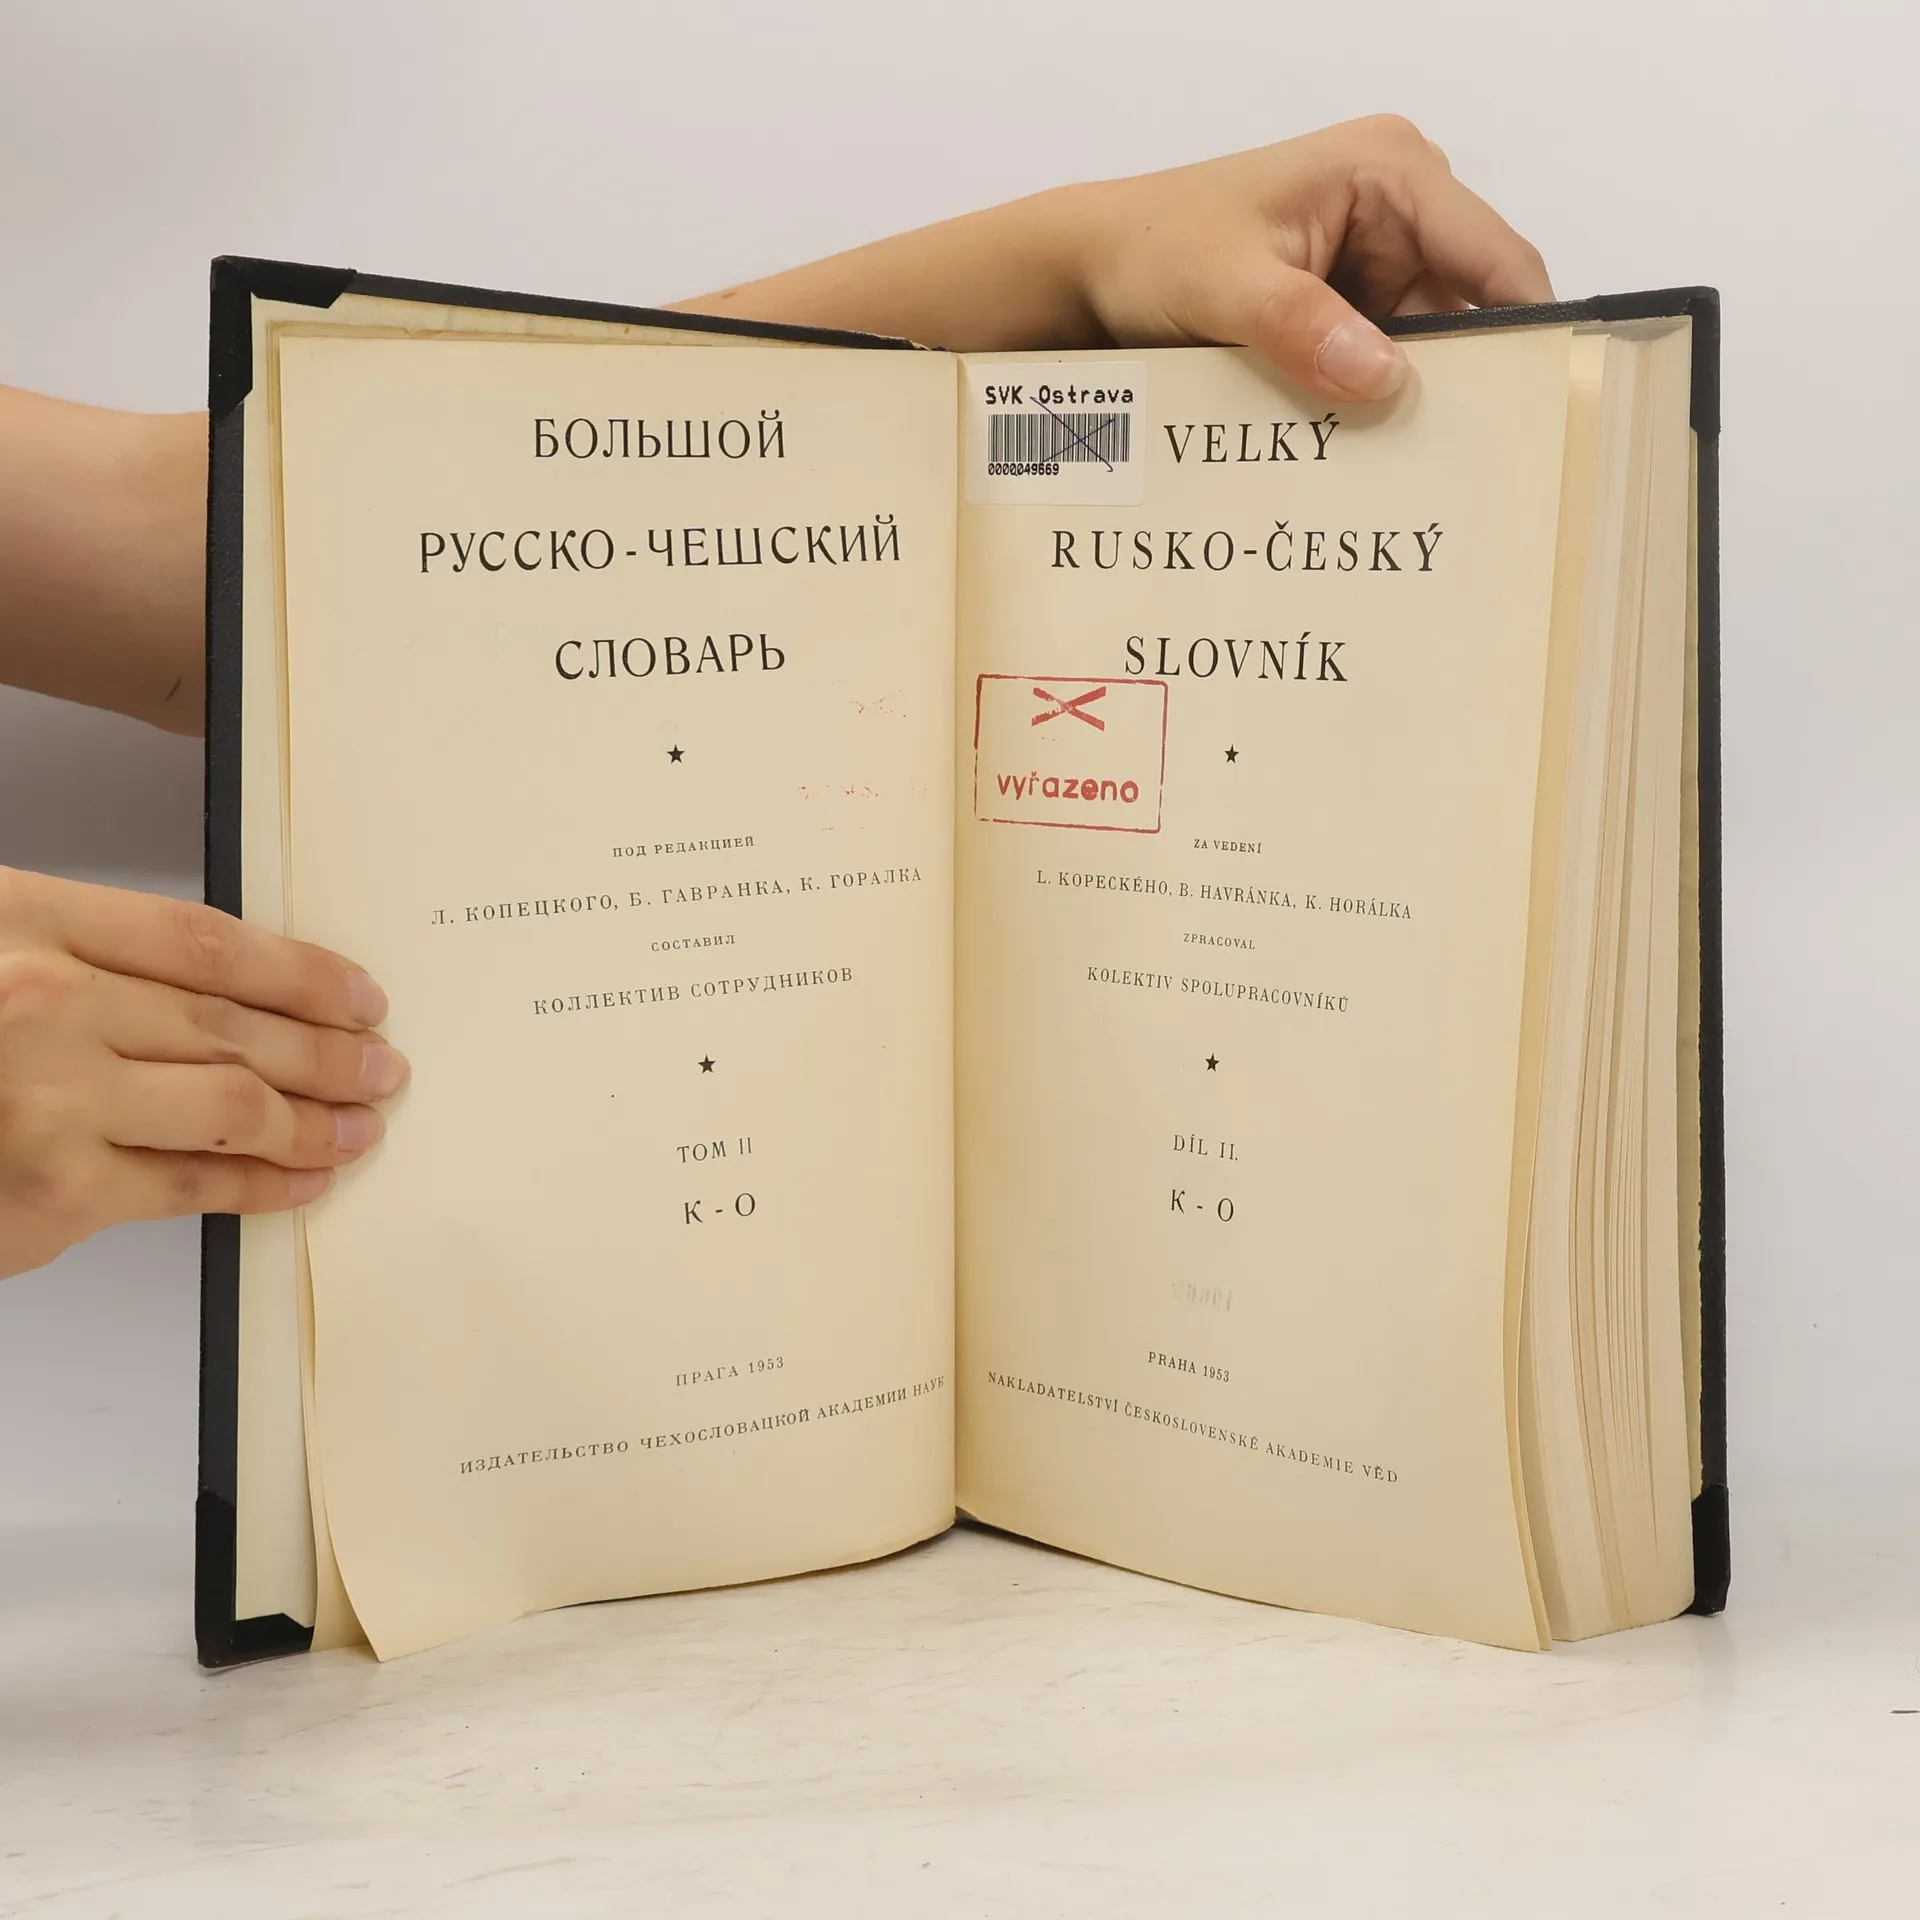 БОЛЬШОЙ
РУССКО-ЧЕШСКИЙ
СЛОВАРЬ
ПОД РЕДАКЦИЕЙ
Л. КОПЕЦКОГО, Б. ГАВРАНКА, К. ГОРАЛКА
СОСТАВИЛ
КОЛЛЕКТИВ СОТРУДНИКОВ
ТОМ II
К - О
ПРАГА 1953
ИЗДАТЕЛЬСТВО ЧЕХОСЛОВАЦКОЙ АКАДЕМИИ НАУК
SVK Ostrava
0000049669
VELKÝ
RUSKO-ČESKÝ
SLOVNÍK
vyřazeno
ZA VEDENÍ
L. KOPECKÉHO, B. HAVRÁNKA, K. HORÁLKA
ZPRACOVAL
KOLEKTIV SPOLUPRACOVNÍKŮ
DÍL II.
K - O
PRAHA 1953
NAKLADATELSTVÍ ČESKOSLOVENSKÉ AKADEMIE VĚD